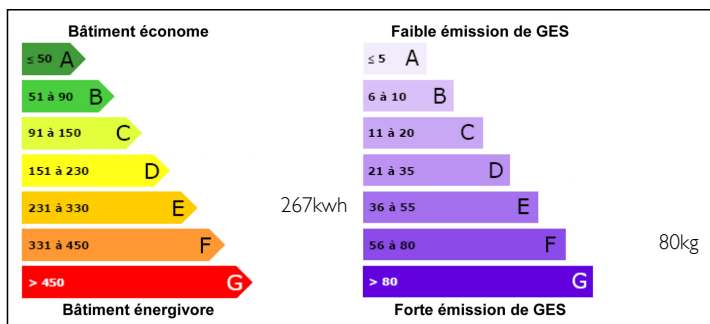 Bâtiment économe
≤ 50 A
51 à 90 B
91 à 150 C
151 à 230 D
231 à 330 E
267kwh
331 à 450 F
> 450 G
Bâtiment énergivore
Faible émission de GES
≤ 5 A
6 à 10 B
11 à 20 C
21 à 35 D
36 à 55 E
56 à 80 F
80kg
> 80 G
Forte émission de GES